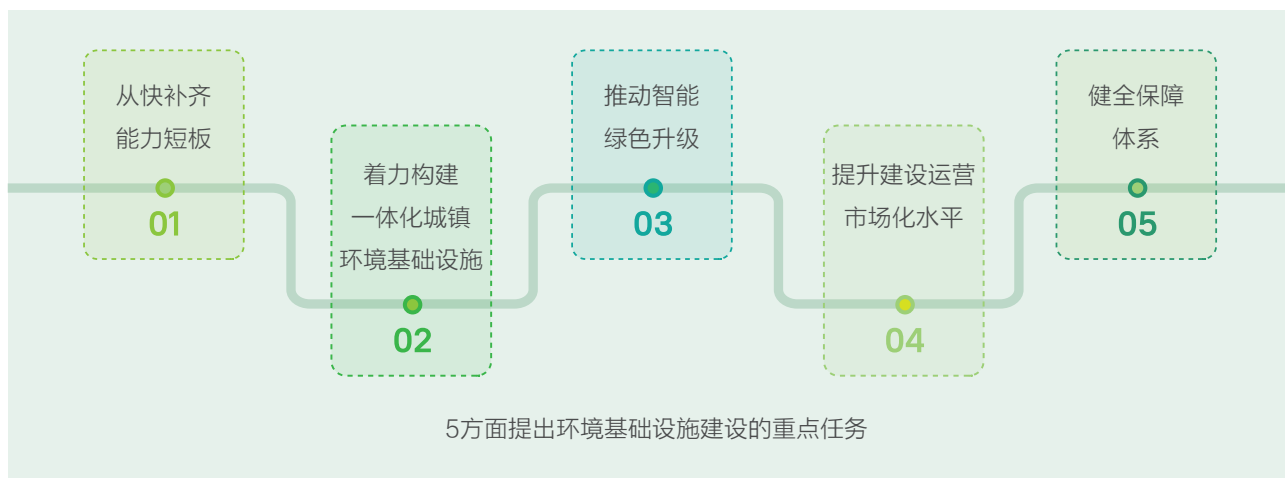 从快补齐
能力短板
01
着力构建
一体化城镇
环境基础设施
02
推动智能
绿色升级
03
提升建设运营
市场化水平
04
健全保障
体系
05
5方面提出环境基础设施建设的重点任务